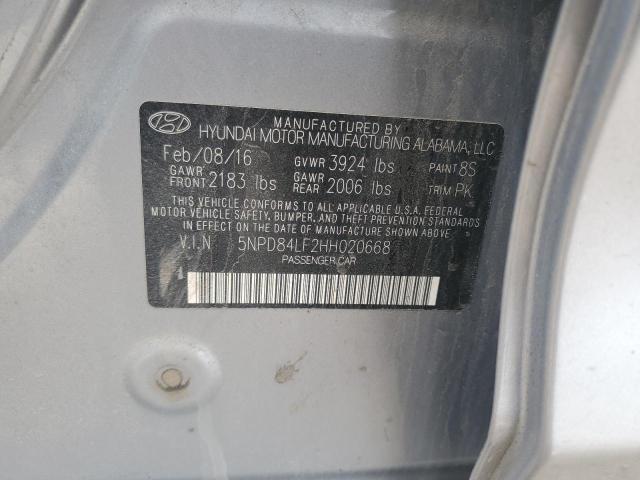 MANUFACTURED BY
HYUNDAI MOTOR MANUFACTURING ALABAMA, LLC
Feb/08/16 GVWR 3924 lbs PAINT 8S
GAWR FRONT 2183 lbs GAWR REAR 2006 lbs TRIM PK
THIS VEHICLE CONFORMS TO ALL APPLICABLE U.S.A. FEDERAL
MOTOR VEHICLE SAFETY, BUMPER, AND THEFT PREVENTION
STANDARDS IN EFFECT ON THE DATE OF MANUFACTURE SHOWN ABOVE.
V.I.N 5NPD84LF2HH020668
PASSENGER CAR